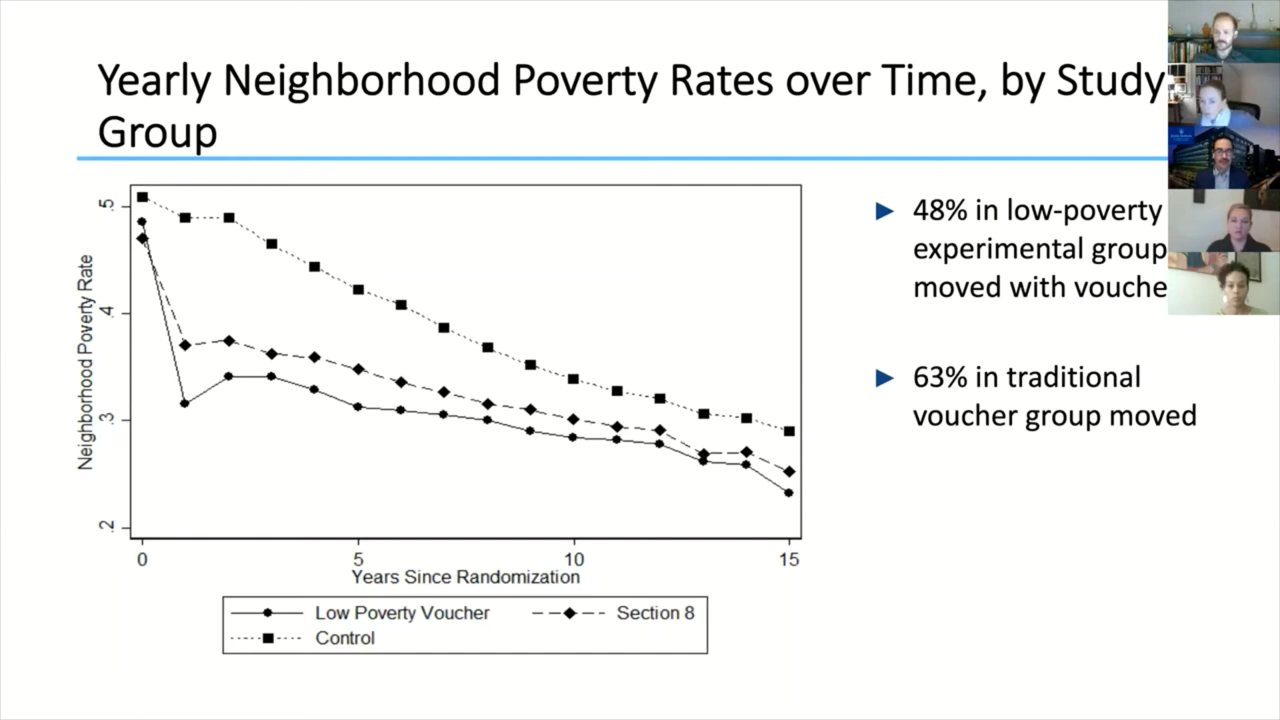 Yearly Neighborhood Poverty Rates over Time, by Study
Group
Neighborhood Poverty Rate
.5
.4
.3
.2
0
5
10
15
Years Since Randomization
Low Poverty Voucher
Section 8
Control
48% in low-poverty
experimental group
moved with vouche
63% in traditional
voucher group moved